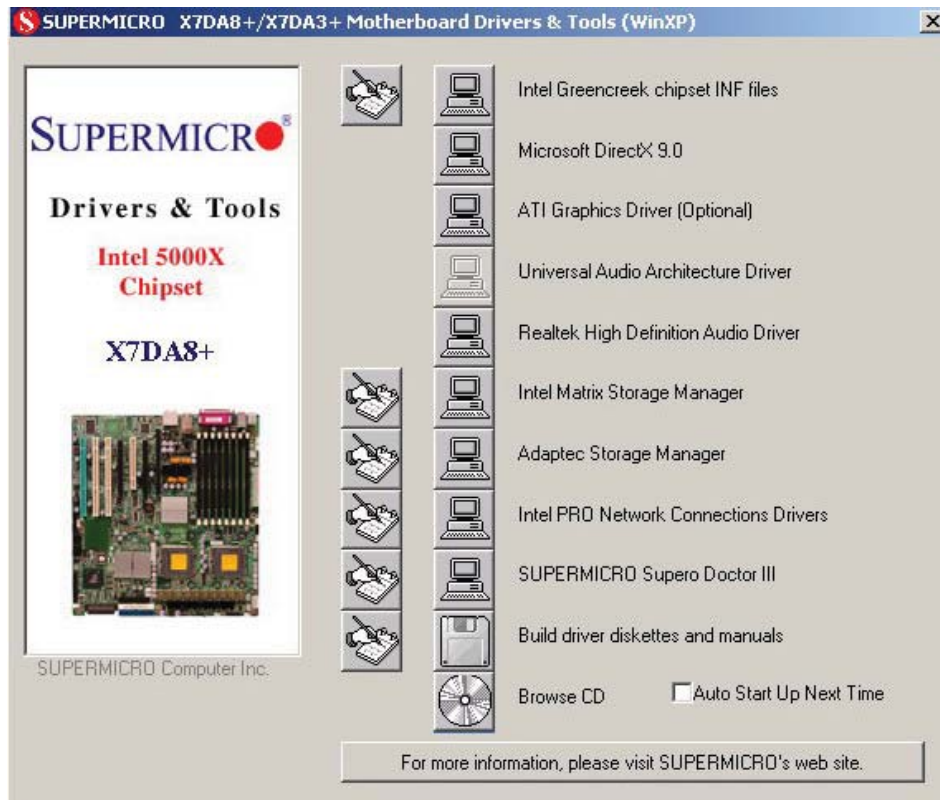 SUPERMICRO X7DA8+/X7DA3+ Motherboard Drivers & Tools (WinXP)
SUPERMICRO®
Drivers & Tools
Intel 5000X
Chipset
X7DA8+
SUPERMICRO Computer Inc.
Intel Greencreek chipset INF files
Microsoft DirectX 9.0
ATI Graphics Driver (Optional)
Universal Audio Architecture Driver
Realtek High Definition Audio Driver
Intel Matrix Storage Manager
Adaptec Storage Manager
Intel PRO Network Connections Drivers
SUPERMICRO Supero Doctor III
Build driver diskettes and manuals
Browse CD
Auto Start Up Next Time
For more information, please visit SUPERMICRO's web site.